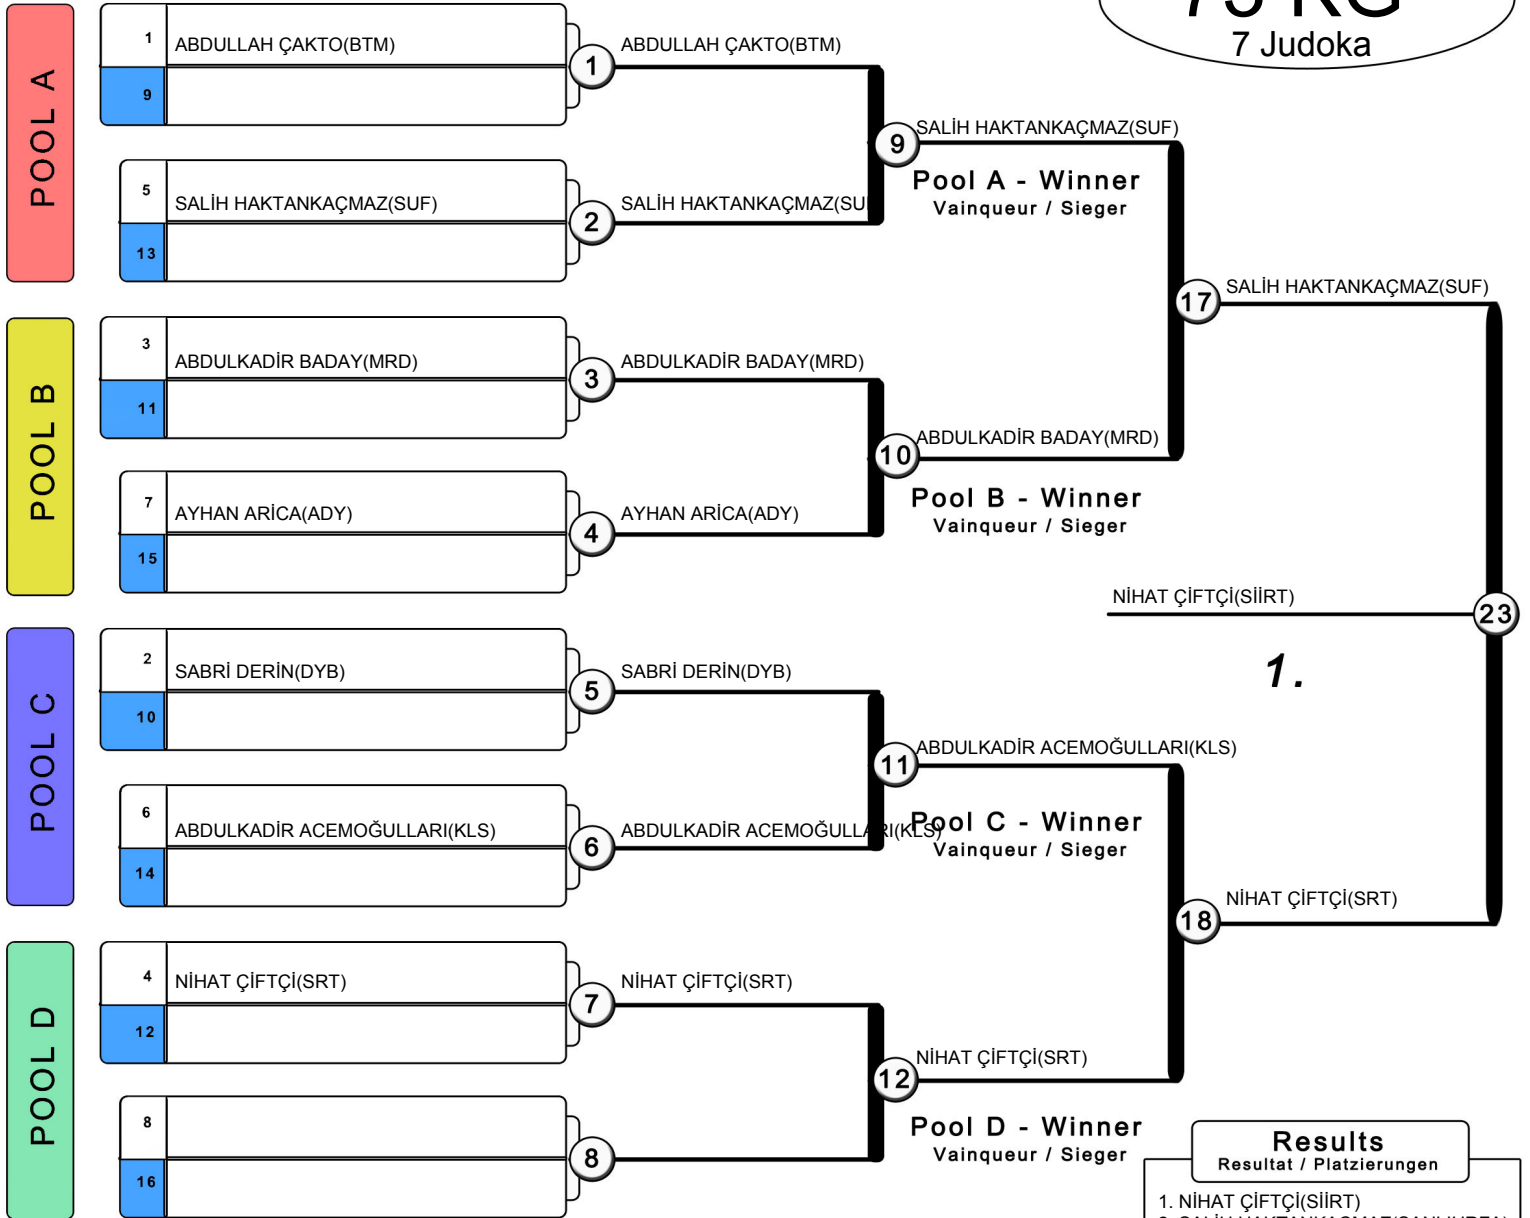 73 KG
7 Judoka
POOL A
1
ABDULLAH ÇAKTO(BTM)
9
1
ABDULLAH ÇAKTO(BTM)
5
SALİH HAKTANKAÇMAZ(SUF)
13
2
SALİH HAKTANKAÇMAZ(SU
9
SALİH HAKTANKAÇMAZ(SUF)
Pool A - Winner
Vainqueur / Sieger
17
SALİH HAKTANKAÇMAZ(SUF)
POOL B
3
ABDULKADİR BADAY(MRD)
11
3
ABDULKADİR BADAY(MRD)
7
AYHAN ARİCA(ADY)
15
4
AYHAN ARİCA(ADY)
10
ABDULKADİR BADAY(MRD)
Pool B - Winner
Vainqueur / Sieger
NİHAT ÇİFTÇİ(SİİRT)
23
1.
POOL C
2
SABRİ DERİN(DYB)
10
5
SABRİ DERİN(DYB)
6
ABDULKADİR ACEMOĞULLARI(KLS)
14
6
ABDULKADİR ACEMOĞULLARI(KLS)
11
ABDULKADİR ACEMOĞULLARI(KLS)
Pool C - Winner
Vainqueur / Sieger
18
NİHAT ÇİFTÇİ(SRT)
POOL D
4
NİHAT ÇİFTÇİ(SRT)
12
7
NİHAT ÇİFTÇİ(SRT)
8
16
8
12
NİHAT ÇİFTÇİ(SRT)
Pool D - Winner
Vainqueur / Sieger
Results
Resultat / Platzierungen
1. NİHAT ÇİFTÇİ(SİİRT)
2. SALİH HAKTANKAÇMAZ(ŞANLIURFA)